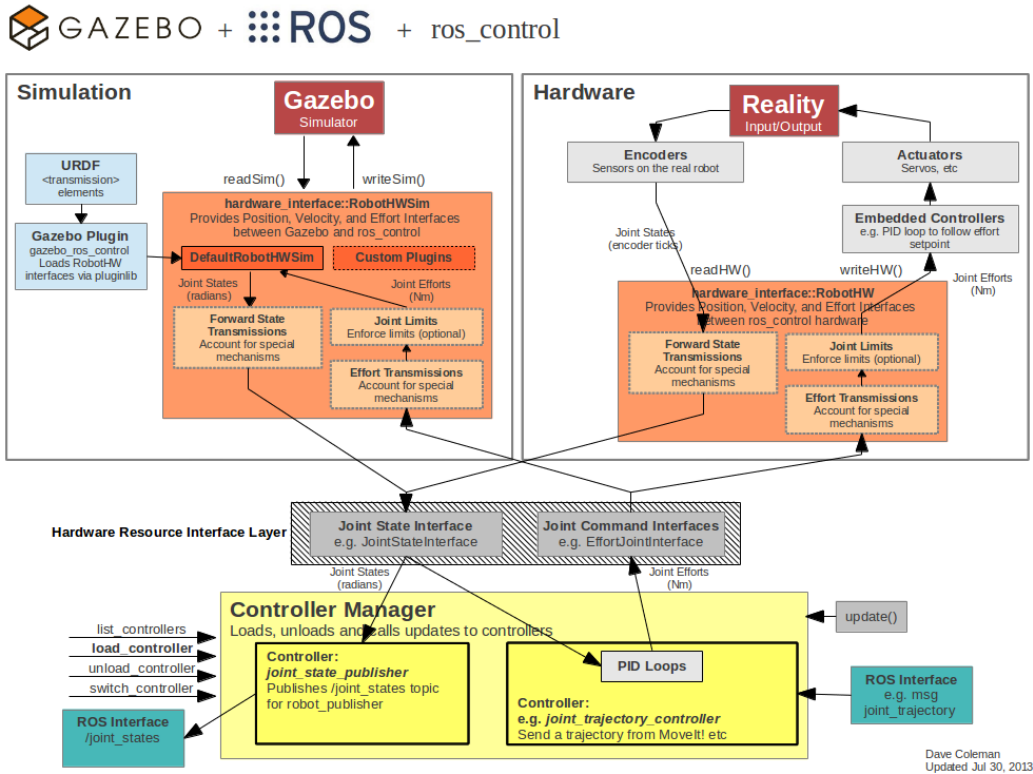 GAZEBO + ROS + ros_control
Simulation
Gazebo
Simulator
URDF
<transmission>
elements
readSim()
writeSim()
Gazebo Plugin
gazebo_ros_control
Loads RobotHW
interfaces via pluginlib
hardware_interface::RobotHWSim
Provides Position, Velocity, and Effort Interfaces
between Gazebo and ros_control
DefaultRobotHWSim
Custom Plugins
Joint States
(radians)
Joint Efforts
(Nm)
Forward State
Transmissions
Account for special
mechanisms
Joint Limits
Enforce limits (optional)
Effort Transmissions
Account for special
mechanisms
Hardware
Reality
Input/Output
Encoders
Sensors on the real robot
Actuators
Servos, etc
Embedded Controllers
e.g. PID loop to follow effort
setpoint
Joint States
(encoder ticks)
readHW()
writeHW()
Joint Efforts
(Nm)
hardware_interface::RobotHW
Provides Position, Velocity, and Effort Interfaces
between ros_control hardware
Forward State
Transmissions
Account for special
mechanisms
Joint Limits
Enforce limits (optional)
Effort Transmissions
Account for special
mechanisms
Hardware Resource Interface Layer
Joint State Interface
e.g. JointStateInterface
Joint Command Interfaces
e.g. EffortJointInterface
Joint States
(radians)
Joint Efforts
(Nm)
Controller Manager
Loads, unloads and calls updates to controllers
update()
list_controllers
load_controller
unload_controller
switch_controller
Controller:
joint_state_publisher
Publishes /joint_states topic
for robot_publisher
PID Loops
Controller:
e.g. joint_trajectory_controller
Send a trajectory from MoveIt! etc
ROS Interface
e.g. msg
joint_trajectory
ROS Interface
/joint_states
Dave Coleman
Updated Jul 30, 2013